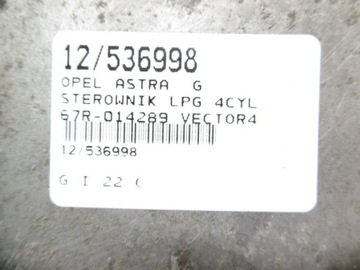 12/536998
OPEL ASTRA G
STEROWNIK LPG 4CYL
67R-014289 VECTOR4
12/536998
G I 22 C